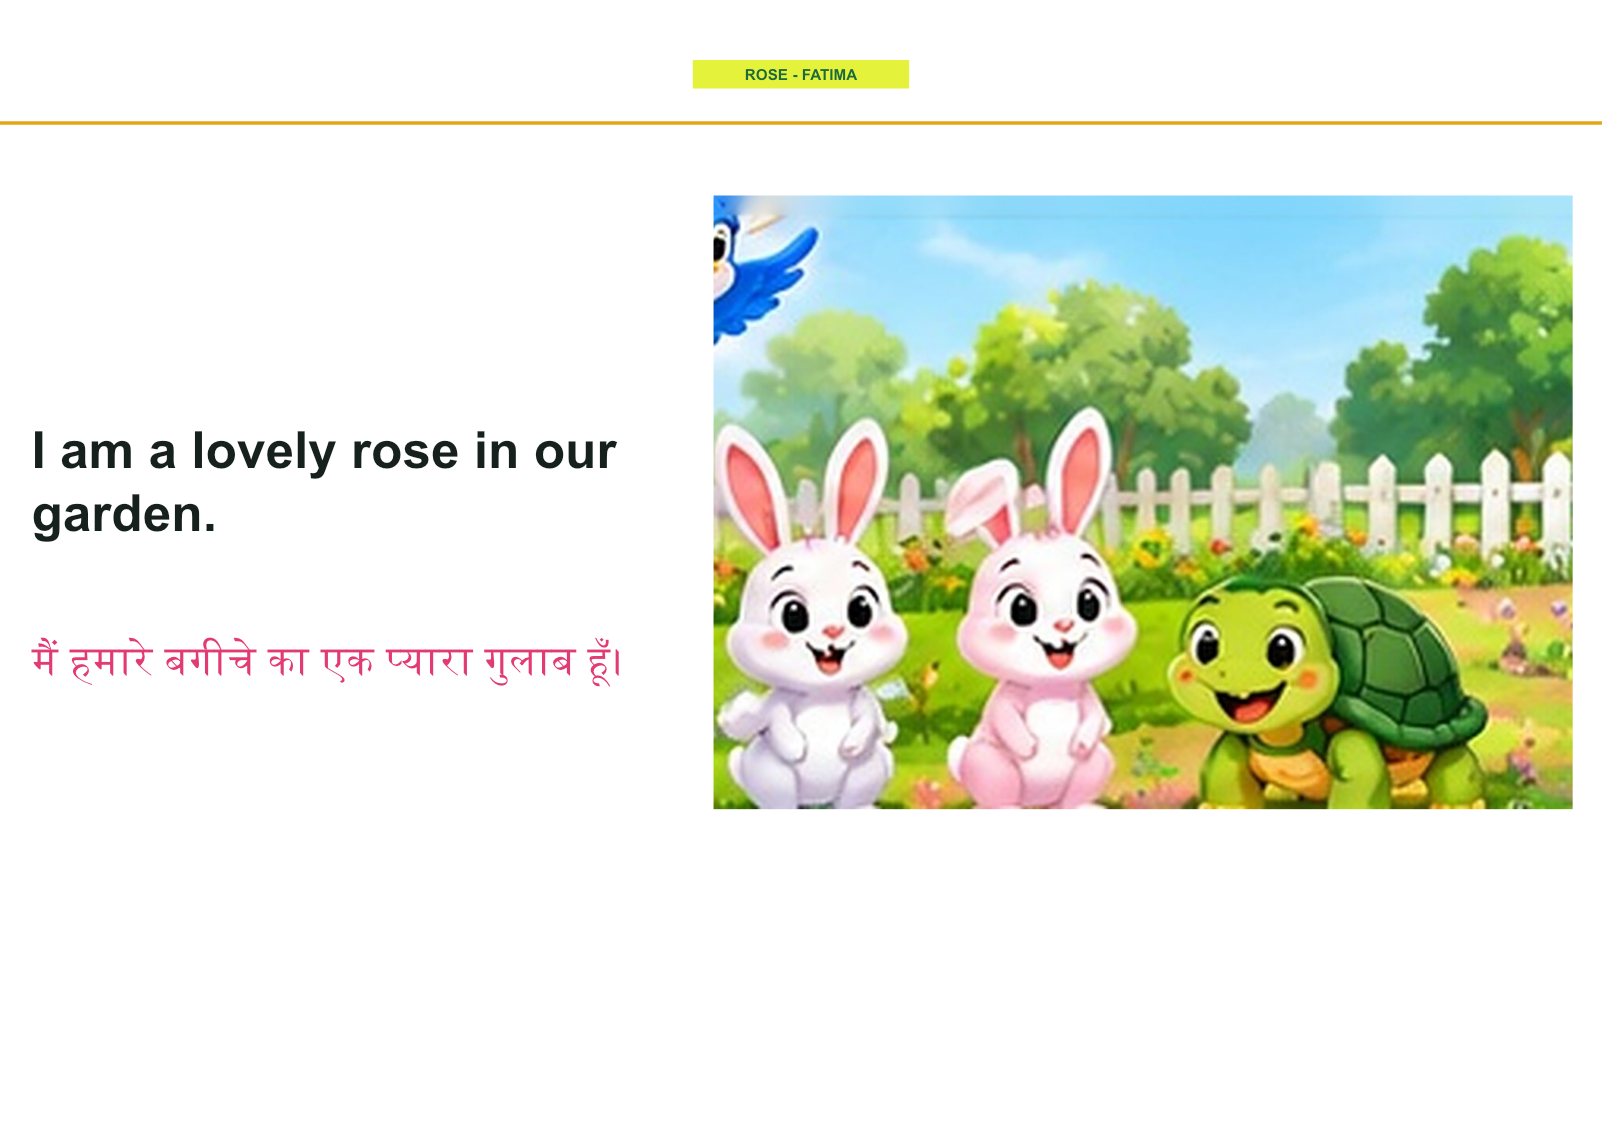 ROSE - FATIMA
I am a lovely rose in our
garden.
मैं हमारे बगीचे का एक प्यारा गुलाब हूँ।